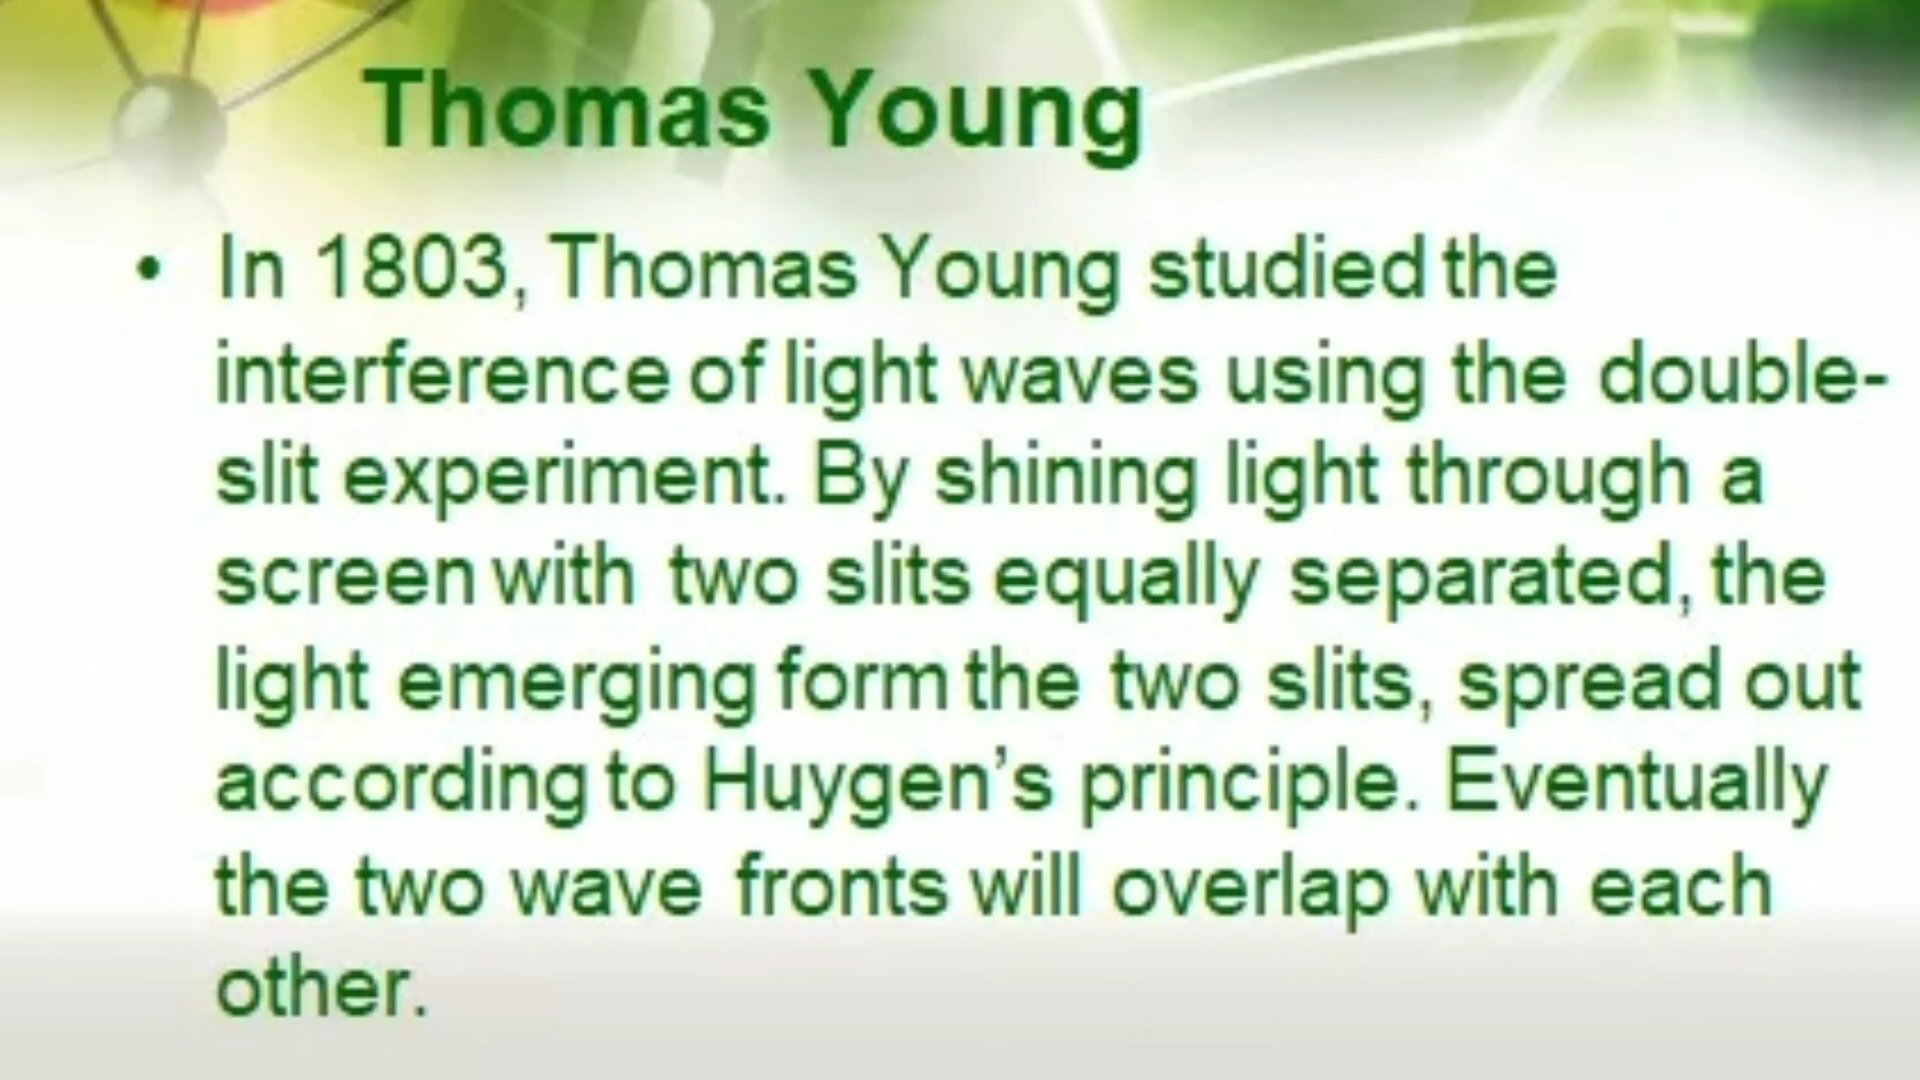 Thomas Young
• In 1803, Thomas Young studied the
interference of light waves using the double-
slit experiment. By shining light through a
screen with two slits equally separated, the
light emerging form the two slits, spread out
according to Huygen’s principle. Eventually
the two wave fronts will overlap with each
other.